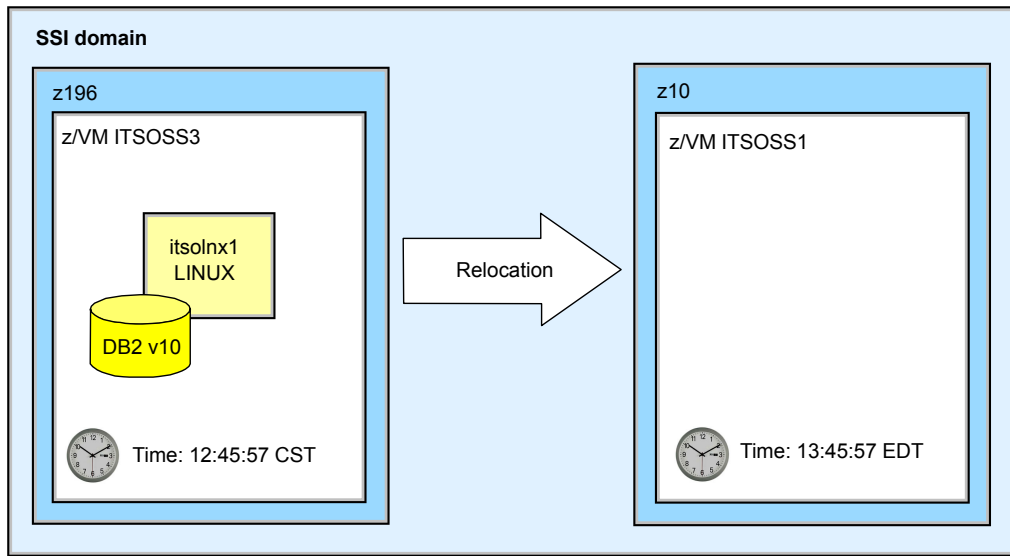 SSI domain
z196
z/VM ITSOSS3
itsolnx1
LINUX
DB2 v10
Time: 12:45:57 CST
Relocation
z10
z/VM ITSOSS1
Time: 13:45:57 EDT